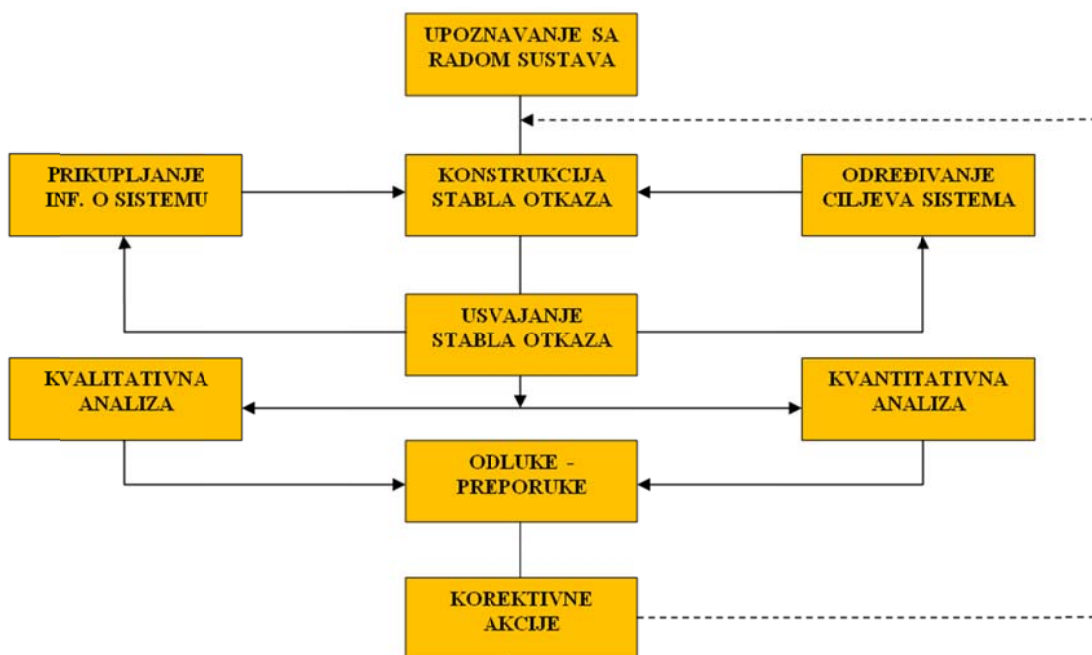 UPOZNAVANJE SA
RADOM SUSTAVA
PRIKUPLJANJE
INF. O SISTEMU
KONSTRUKCIJA
STABLA OTKAZA
ODREĐIVANJE
CILJEVA SISTEMA
USVAJANJE
STABLA OTKAZA
KVALITATIVNA
ANALIZA
KVANTITATIVNA
ANALIZA
ODLUKE -
PREPORUKE
KOREKTIVNE
AKCIJE